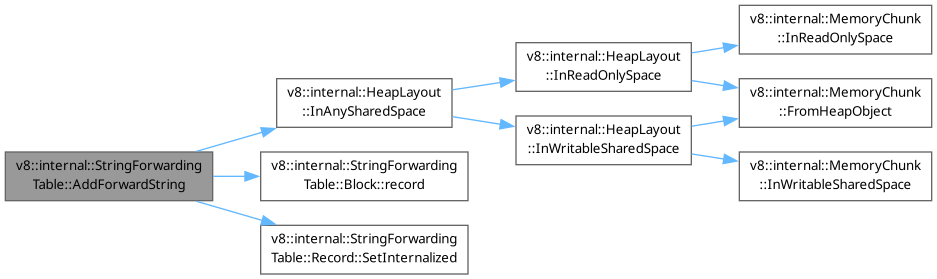 v8::internal::StringForwarding
Table::AddForwardString
v8::internal::HeapLayout
::InAnySharedSpace
v8::internal::StringForwarding
Table::Block::record
v8::internal::StringForwarding
Table::Record::SetInternalized
v8::internal::HeapLayout
::InReadOnlySpace
v8::internal::HeapLayout
::InWritableSharedSpace
v8::internal::MemoryChunk
::InReadOnlySpace
v8::internal::MemoryChunk
::FromHeapObject
v8::internal::MemoryChunk
::InWritableSharedSpace